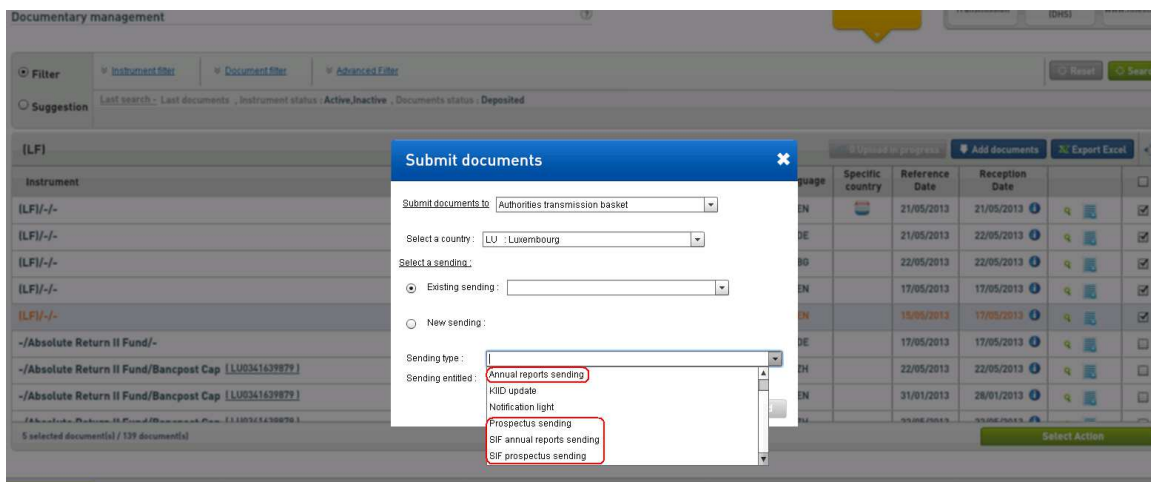 Documentary management
(DHS)
Filter
Instrument filter
Document filter
Advanced Filter
Reset
Suggestion
Last search - Last documents , Instrument status : Active,Inactive , Documents status : Deposited
(LF)
0 Upload in progress
Add documents
Export Excel
Instrument
Specific country
Reference Date
Reception Date
(LF)/-/-
EN
21/05/2013
21/05/2013
(LF)/-/-
DE
21/05/2013
22/05/2013
(LF)/-/-
BG
22/05/2013
22/05/2013
(LF)/-/-
EN
17/05/2013
17/05/2013
(LF)/-/-
EN
15/05/2013
17/05/2013
-/Absolute Return II Fund/-
DE
17/05/2013
17/05/2013
-/Absolute Return II Fund/Bancpost Cap (LU0341639879)
ZH
22/05/2013
22/05/2013
-/Absolute Return II Fund/Bancpost Cap (LU0341639879)
EN
31/01/2013
28/01/2013
5 selected document(s) / 139 document(s)
Select Action
Submit documents
Submit documents to
Authorities transmission basket
Select a country :
LU : Luxembourg
Select a sending :
Existing sending :
New sending :
Sending type :
Sending entitled :
Annual reports sending
KIID update
Notification light
Prospectus sending
SIF annual reports sending
SIF prospectus sending